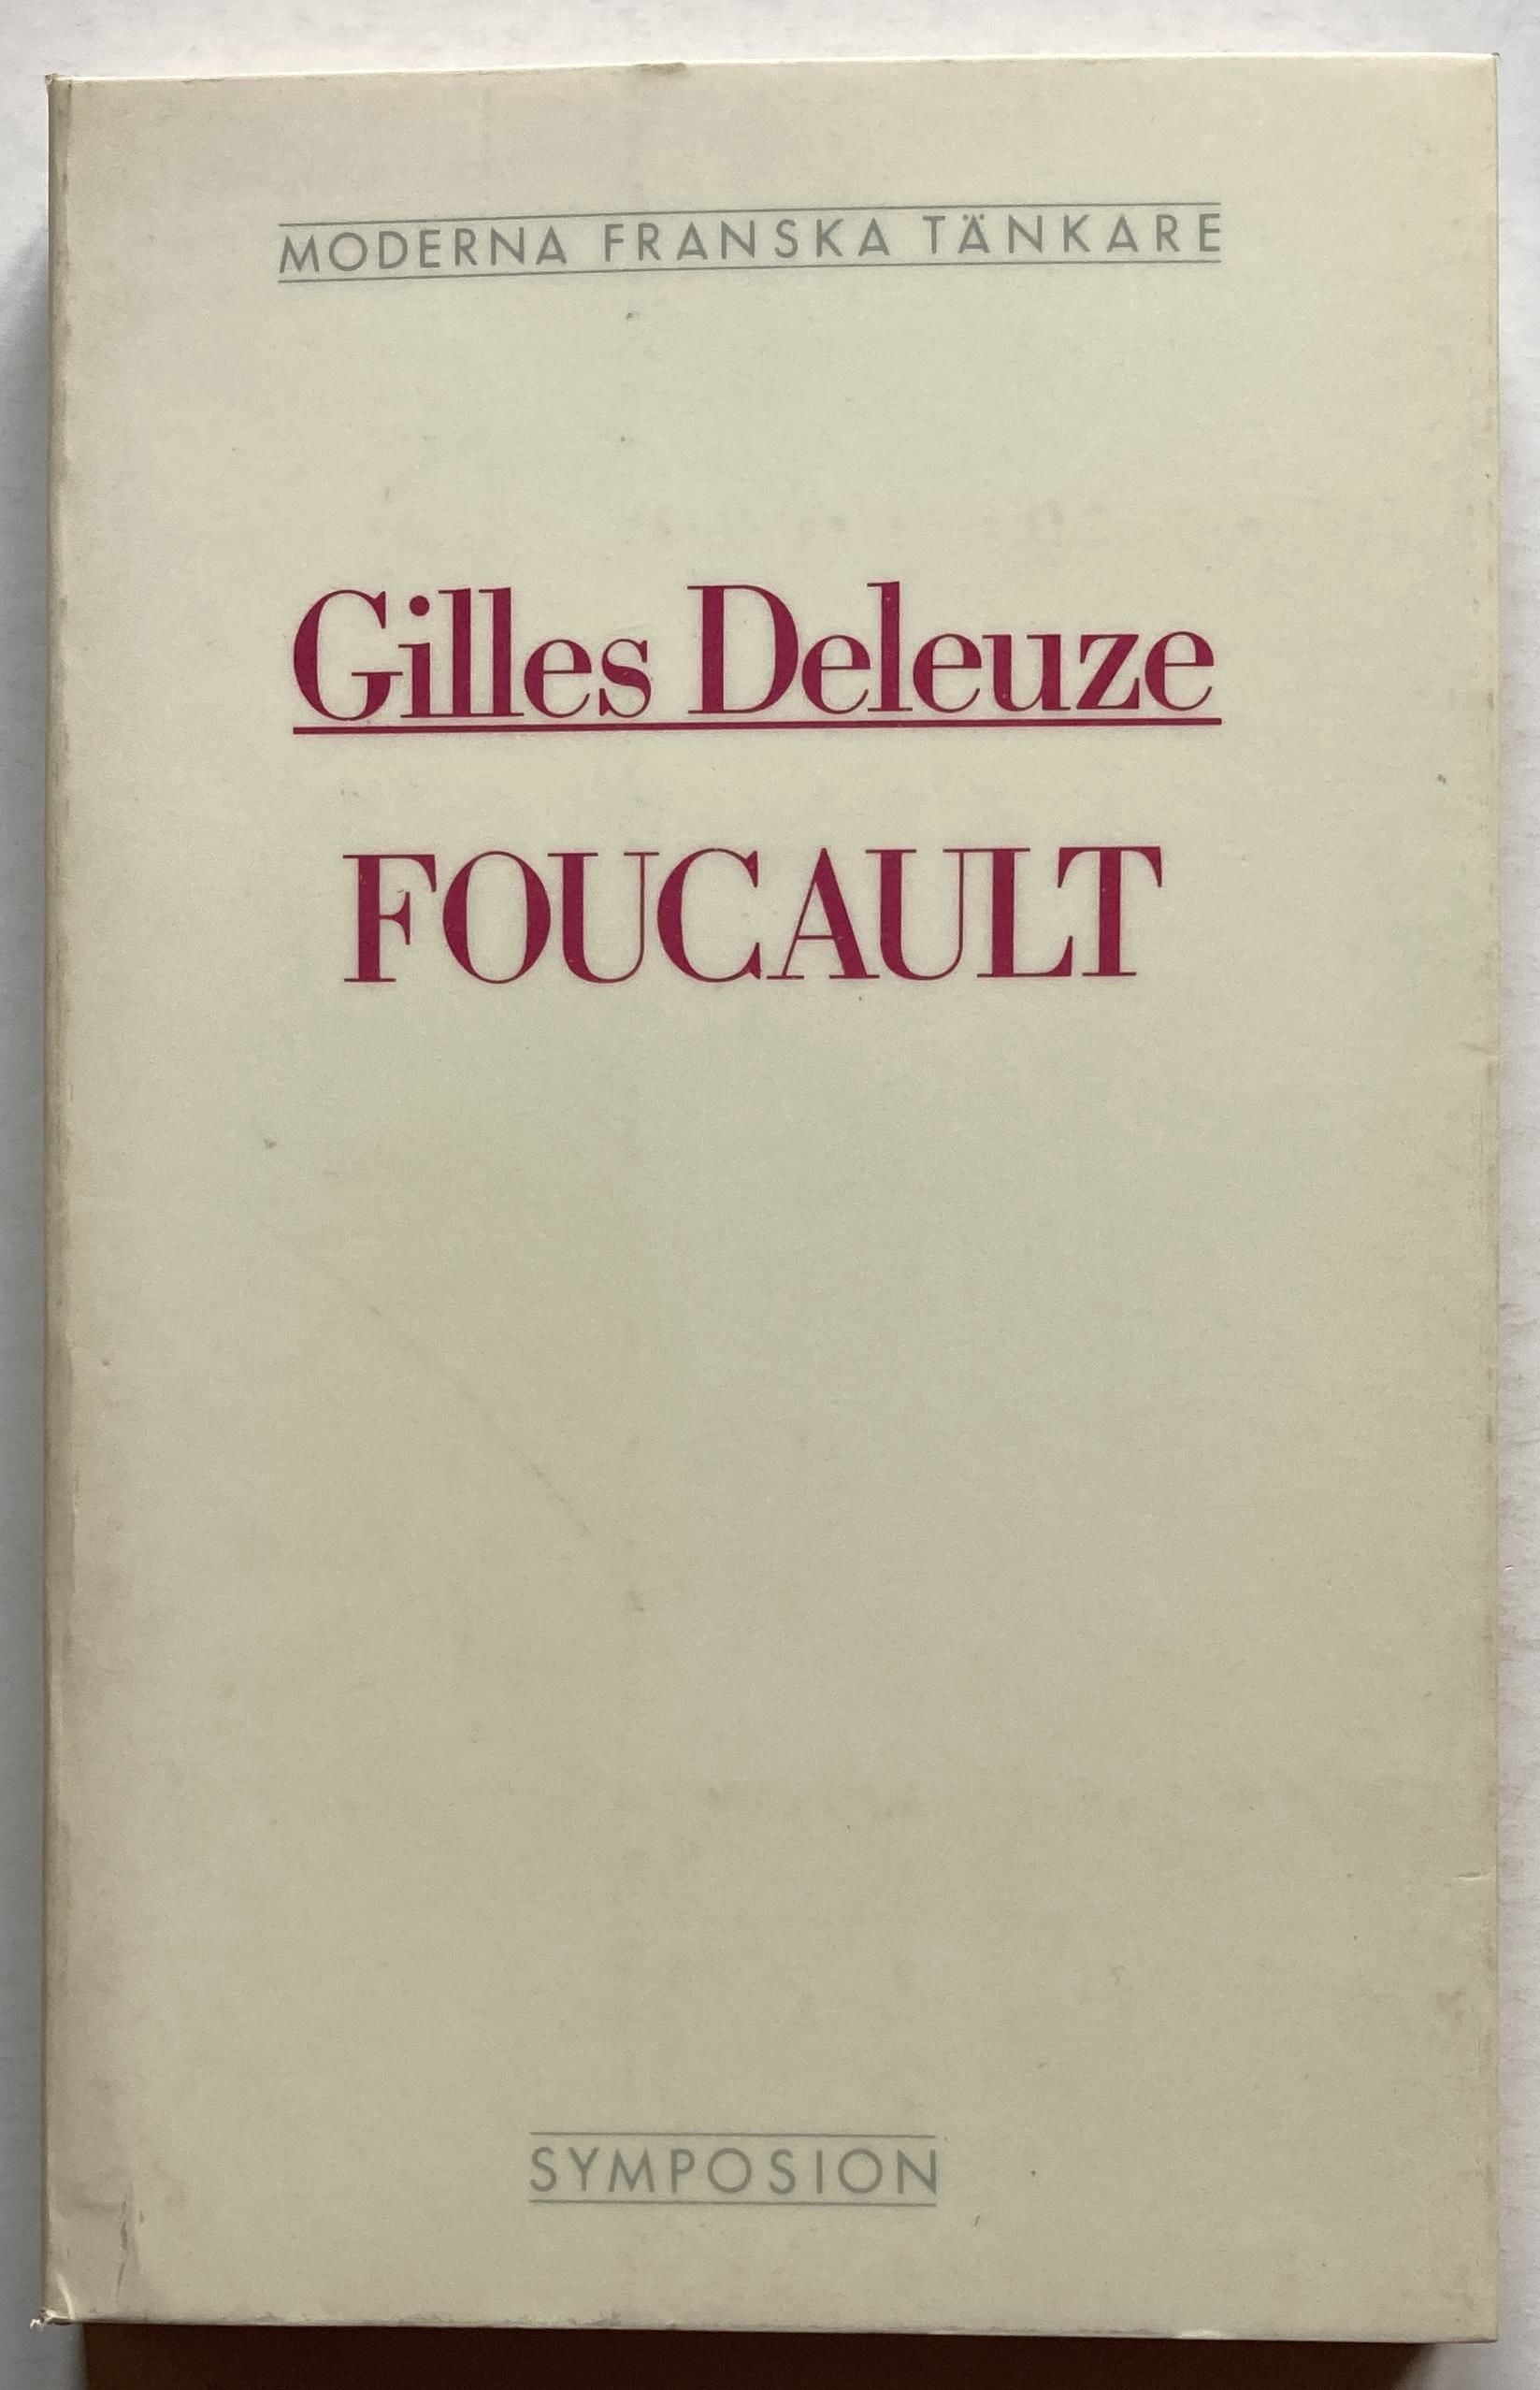 MODERNA FRANSKA TÄNKARE
Gilles Deleuze
FOUCAULT
SYMPOSION